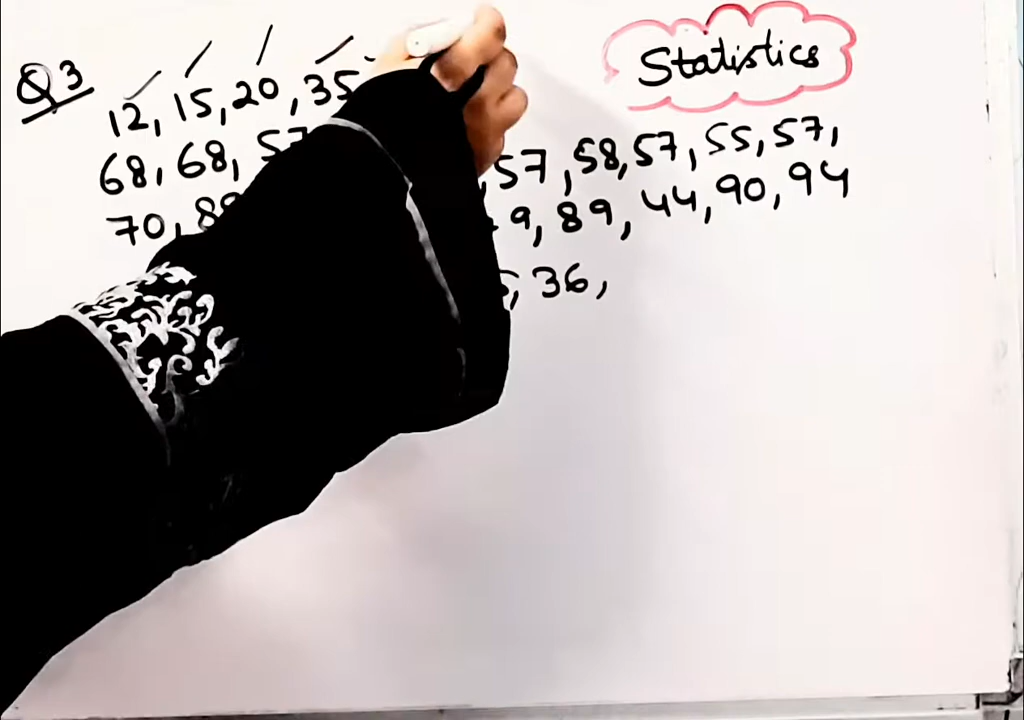 Statistics
Q3
12, 15, 20, 35
68, 68, 57, 58, 57, 55, 57,
70, 9, 89, 44, 90, 94
36,